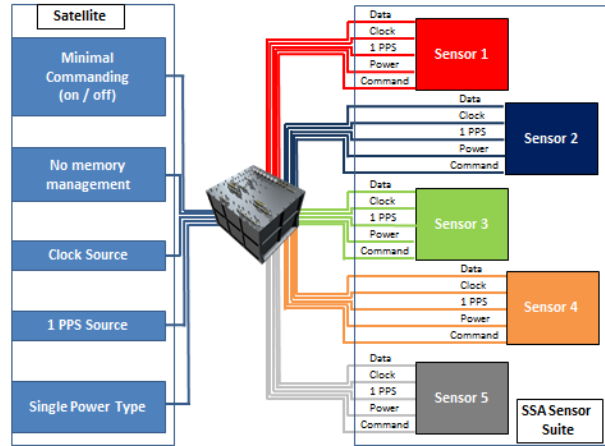 Satellite
Minimal
Commanding
(on / off)
No memory
management
Clock Source
1 PPS Source
Single Power Type
Data
Clock
1 PPS
Power
Command
Sensor 1
Data
Clock
1 PPS
Power
Command
Sensor 2
Data
Clock
1 PPS
Power
Command
Sensor 3
Data
Clock
1 PPS
Power
Command
Sensor 4
Data
Clock
1 PPS
Power
Command
Sensor 5
SSA Sensor
Suite